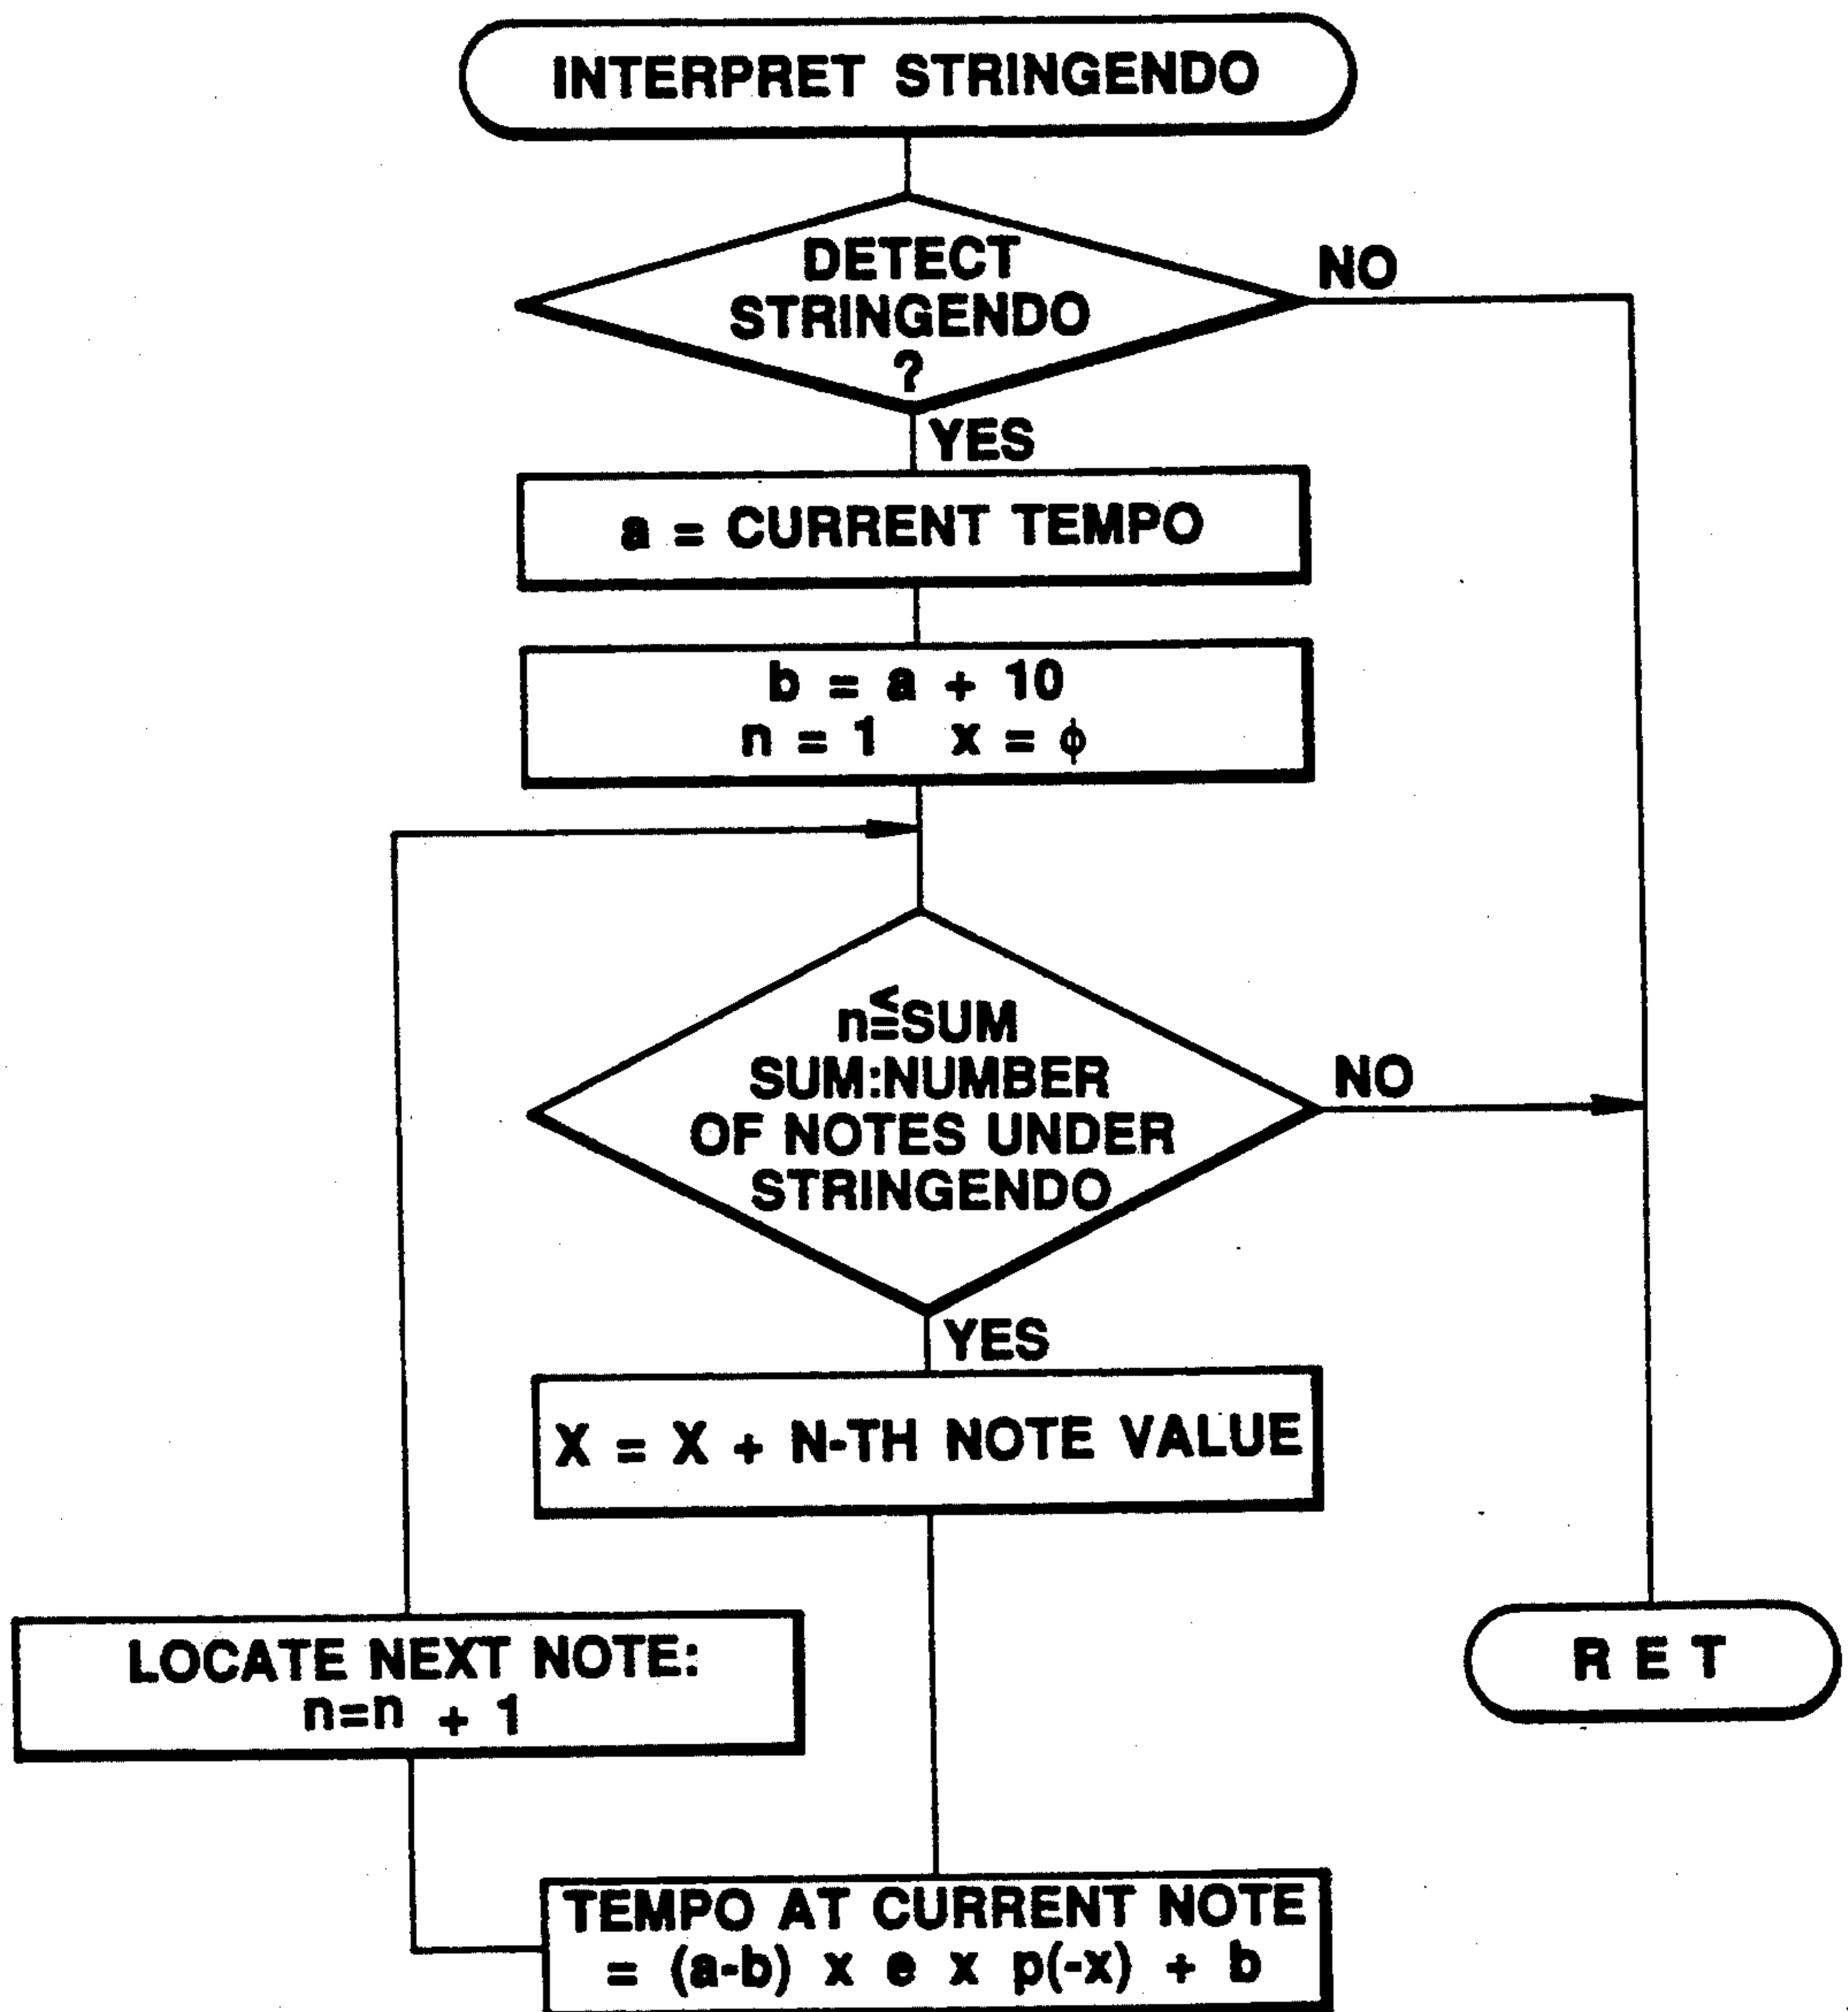 INTERPRET STRINGENDO
DETECT
STRINGENDO
?
NO
YES
a = CURRENT TEMPO
b = a + 10
n = 1 x = ϕ
n≦SUM
SUM:NUMBER
OF NOTES UNDER
STRINGENDO
NO
YES
X = X + N-TH NOTE VALUE
LOCATE NEXT NOTE:
n=n + 1
R E T
TEMPO AT CURRENT NOTE
= (a-b) x e x p(-x) + b